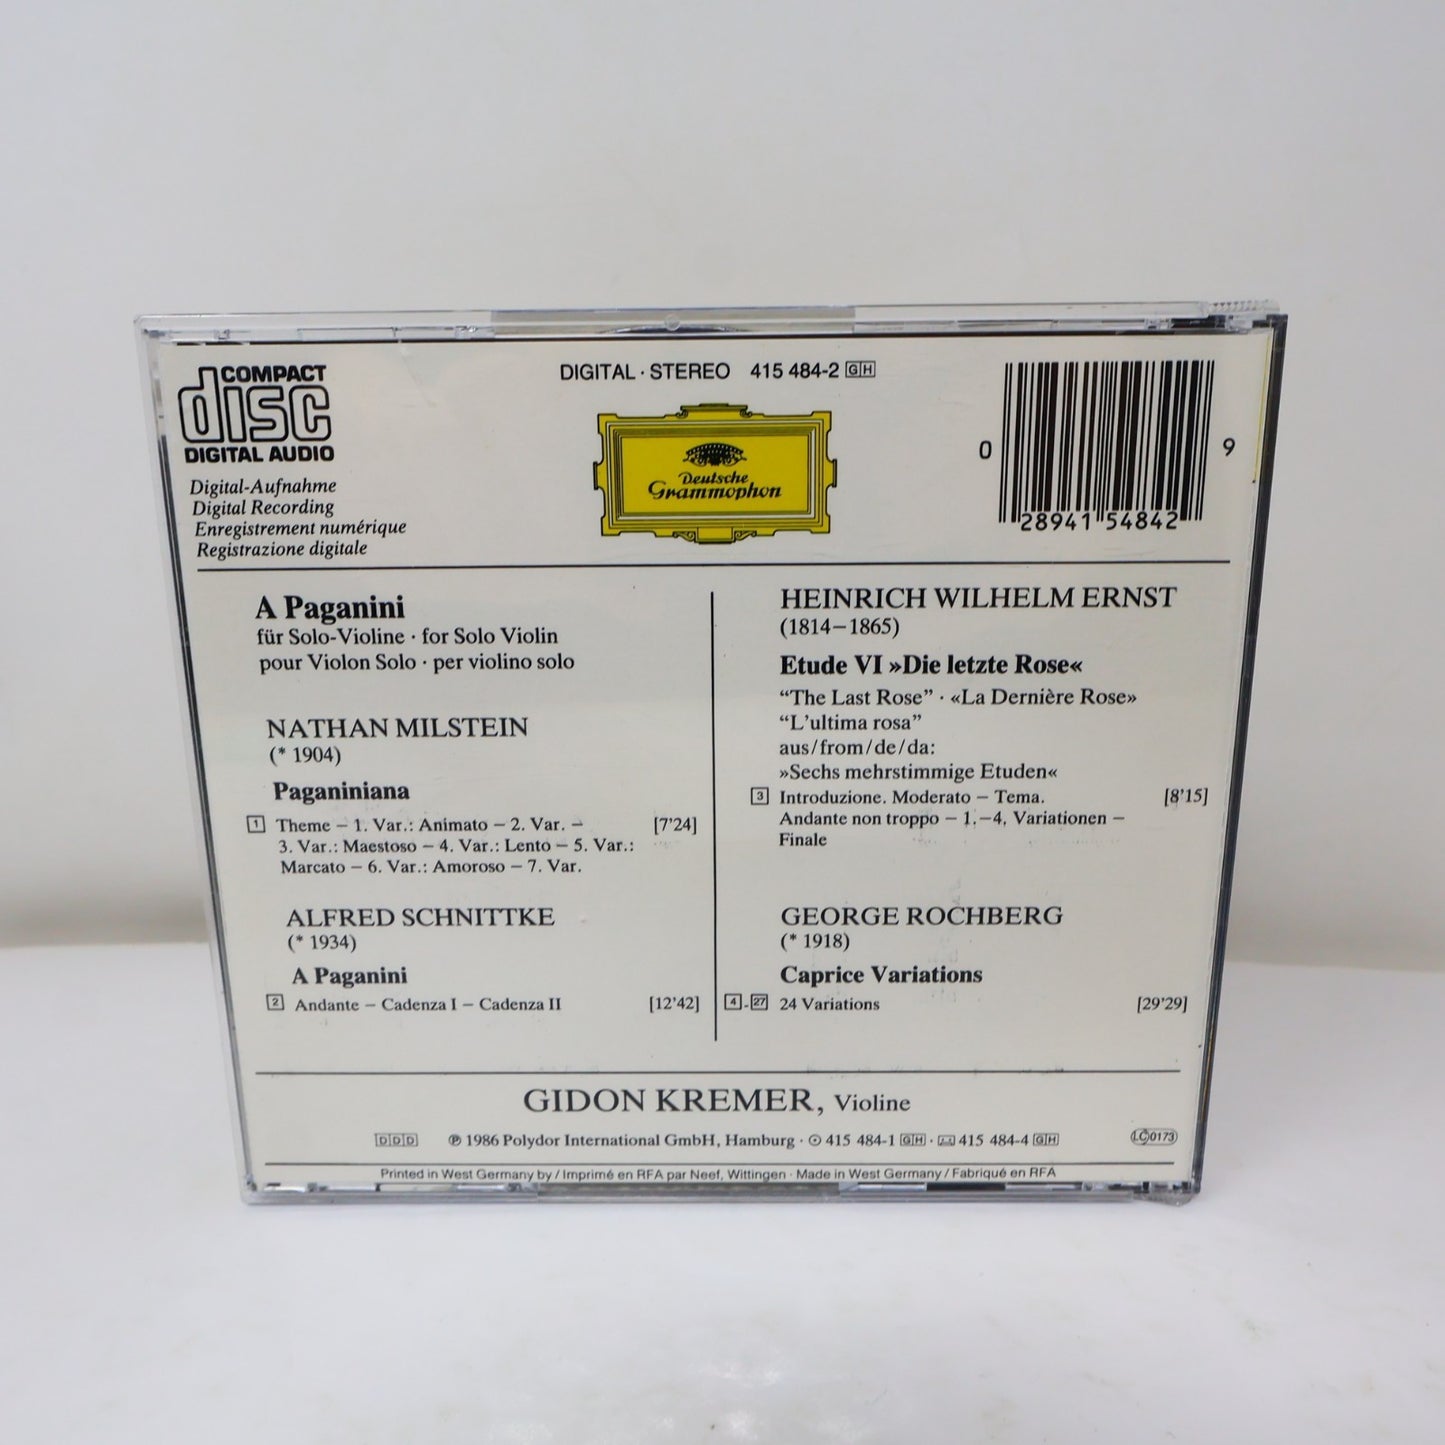 COMPACT
disc
DIGITAL AUDIO
Digital-Aufnahme
Digital Recording
Enregistrement numérique
Registrazione digitale
DIGITAL · STEREO 415 484-2 GH
Deutsche
Grammophon
0 28941 54842 9
A Paganini
für Solo-Violine · for Solo Violin
pour Violon Solo · per violino solo
NATHAN MILSTEIN
(* 1904)
Paganiniana
1 Theme – 1. Var.: Animato – 2. Var. – [7'24]
3. Var.: Maestoso – 4. Var.: Lento – 5. Var.:
Marcato – 6. Var.: Amoroso – 7. Var.
ALFRED SCHNITTKE
(* 1934)
A Paganini
2 Andante – Cadenza I – Cadenza II [12'42]
HEINRICH WILHELM ERNST
(1814–1865)
Etude VI »Die letzte Rose«
“The Last Rose” · «La Dernière Rose»
“L'ultima rosa”
aus/from/de/da:
»Sechs mehrstimmige Etuden«
3 Introduzione. Moderato – Tema. [8'15]
Andante non troppo – 1.–4. Variationen –
Finale
GEORGE ROCHBERG
(* 1918)
Caprice Variations
4-27 24 Variations [29'29]
GIDON KREMER, Violine
DDD ℗ 1986 Polydor International GmbH, Hamburg · 415 484-1 GH · 415 484-4 GH LC 0173
Printed in West Germany by / Imprimé en RFA par Neef, Wittingen · Made in West Germany / Fabriqué en RFA